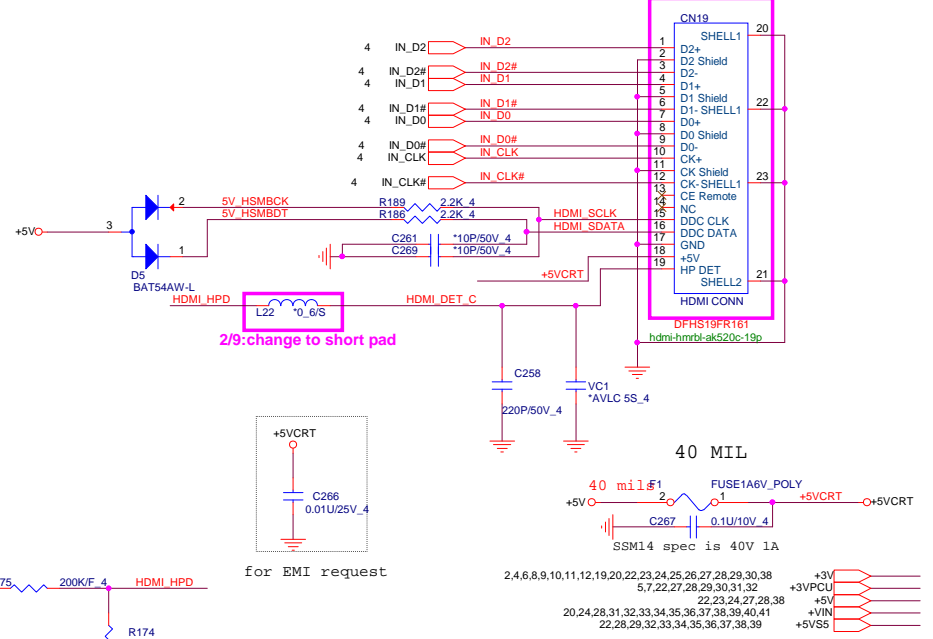 CN19
SHELL1
20
4 IN_D2 IN_D2 1 D2+
2 D2 Shield
4 IN_D2# IN_D2# 3 D2-
4 IN_D1 IN_D1 4 D1+
5 D1 Shield
4 IN_D1# IN_D1# 6 D1- SHELL1 22
4 IN_D0 IN_D0 7 D0+
8 D0 Shield
4 IN_D0# IN_D0# 9 D0-
4 IN_CLK IN_CLK 10 CK+
11 CK Shield
4 IN_CLK# IN_CLK# 12 CK- SHELL1 23
13 CE Remote
14 NC
2 5V_HSMBCK R189 2.2K_4 HDMI_SCLK 15 DDC CLK
5V_HSMBDT R186 2.2K_4 HDMI_SDATA 16 DDC DATA
+5V 3
C261 *10P/50V_4 17 GND
1 C269 *10P/50V_4 18 +5V
19 HP DET
D5
BAT54AW-L
+5VCRT
SHELL2 21
HDMI_HPD L22 *0_6/S HDMI_DET_C
HDMI CONN
DFHS19FR161
hdmi-hmrbl-ak520c-19p
2/9:change to short pad
C258
220P/50V_4
VC1
*AVLC 5S_4
+5VCRT
C266
0.01U/25V_4
for EMI request
40 MIL
40 mils F1 FUSE1A6V_POLY
+5V 2 1 +5VCRT +5VCRT
C267 0.1U/10V_4
SSM14 spec is 40V 1A
75 200K/F_4 HDMI_HPD
R174
2,4,6,8,9,10,11,12,19,20,22,23,24,25,26,27,28,29,30,38 +3V
5,7,22,27,28,29,30,31,32 +3VPCU
22,23,24,27,28,38 +5V
20,24,28,31,32,33,34,35,36,37,38,39,40,41 +VIN
22,28,29,32,33,34,35,36,37,38,39 +5VS5